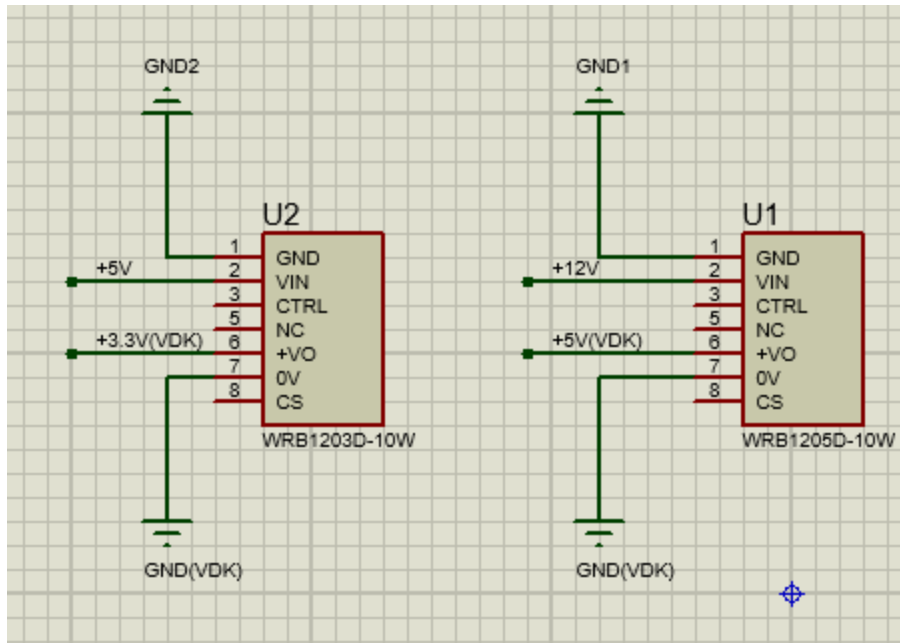 GND2
U2
1 GND
+5V 2 VIN
3 CTRL
5 NC
+3.3V(VDK) 6 +VO
7 0V
8 CS
WRB1203D-10W
GND(VDK)
GND1
U1
1 GND
+12V 2 VIN
3 CTRL
5 NC
+5V(VDK) 6 +VO
7 0V
8 CS
WRB1205D-10W
GND(VDK)